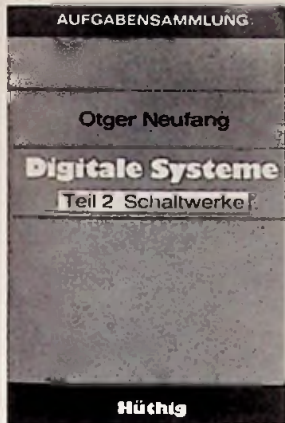 AUFGABENSAMMLUNG
Otger Neufang
Digitale Systeme
Teil 2 Schaltwerke
Hüthig